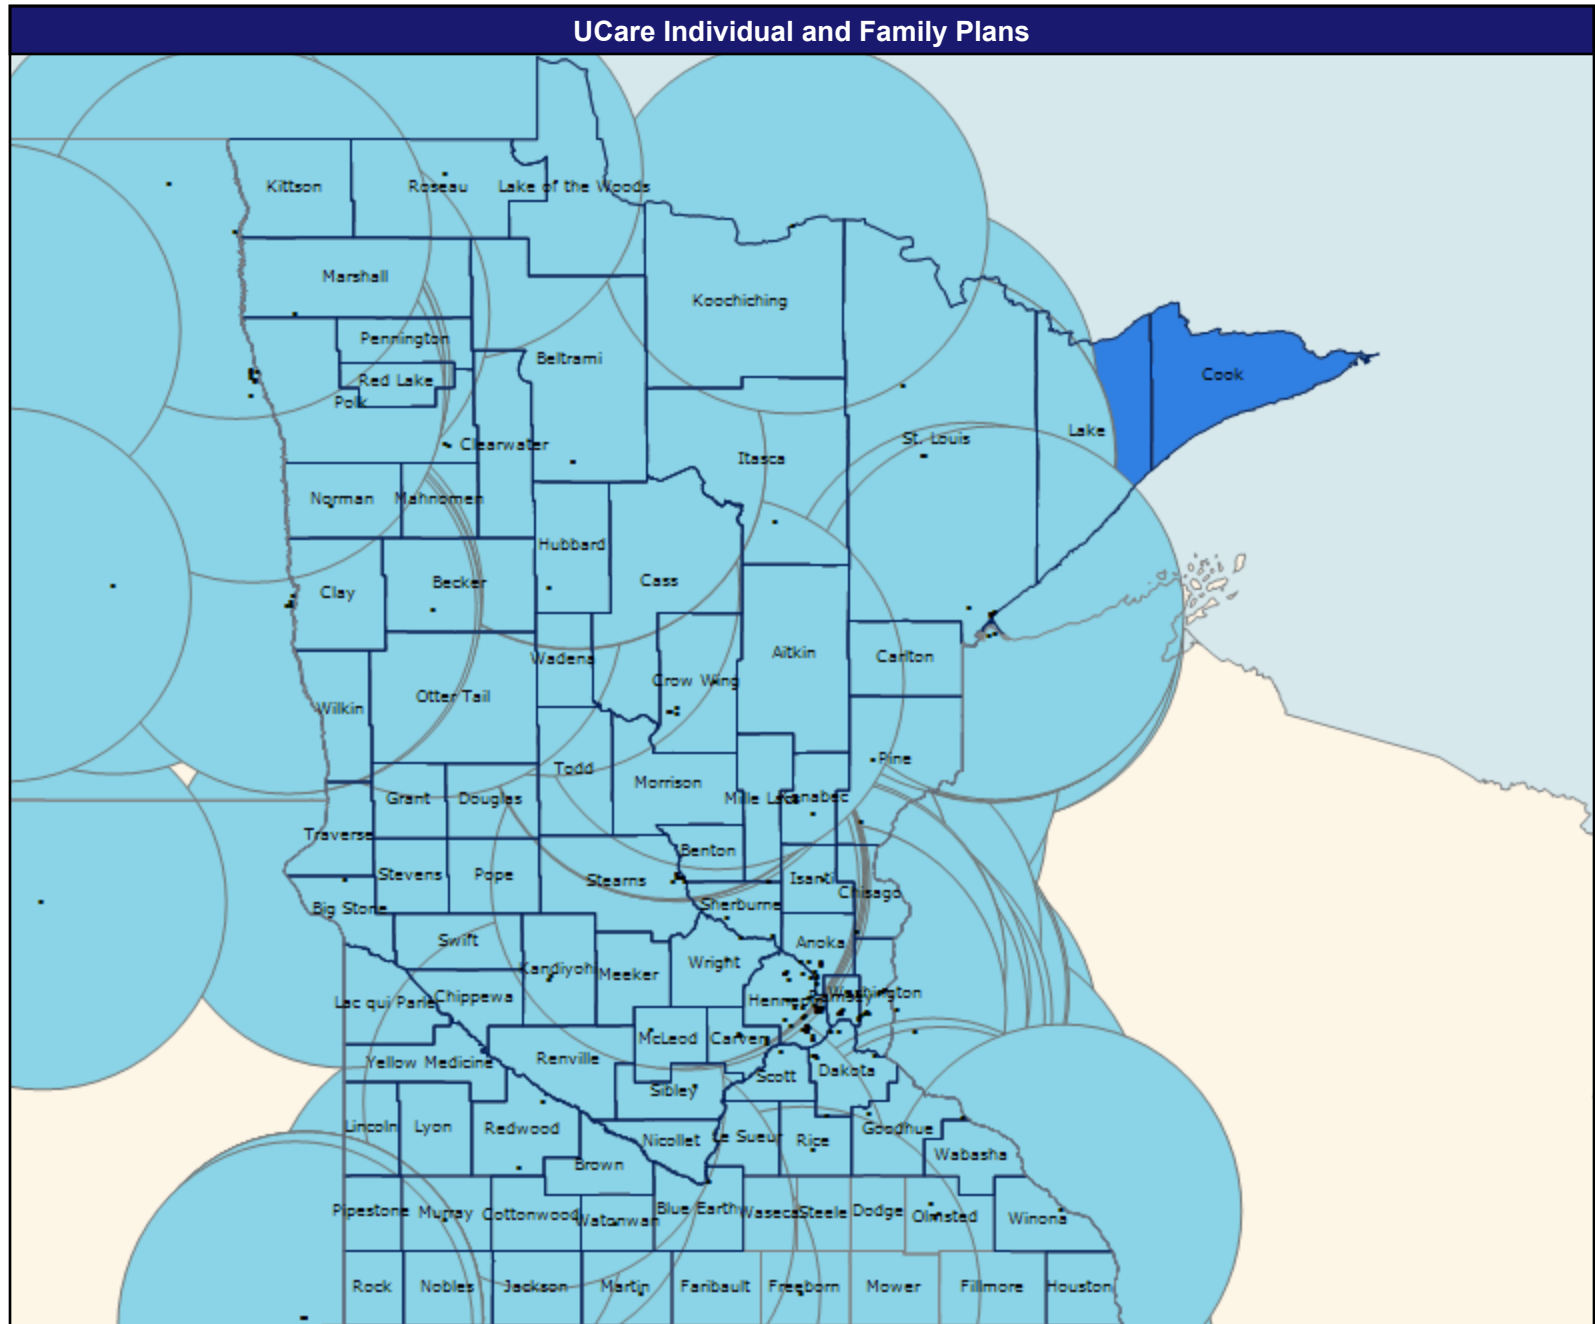 UCare Individual and Family Plans
Kittson
Roseau
Lake of the Woods
Marshall
Koochiching
Pennington
Beltrami
Cook
Red Lake
Polk
Lake
St. Louis
Clearwater
Itasca
Norman
Mahnomen
Hubbard
Cass
Becker
Clay
Aitkin
Carlton
Wadena
Crow Wing
Otter Tail
Wilkin
Pine
Todd
Morrison
Mille Lacs
Kanabec
Grant
Douglas
Traverse
Benton
Stevens
Pope
Stearns
Isanti
Chisago
Sherburne
Big Stone
Swift
Anoka
Wright
Kandiyohi
Meeker
Washington
Chippewa
Lac qui Parle
Hennepin
Ramsey
McLeod
Carver
Renville
Yellow Medicine
Dakota
Scott
Sibley
Lincoln
Lyon
Redwood
Goodhue
Le Sueur
Rice
Nicollet
Wabasha
Brown
Pipestone
Murray
Cottonwood
Watonwan
Blue Earth
Waseca
Steele
Dodge
Olmsted
Winona
Rock
Nobles
Jackson
Martin
Faribault
Freeborn
Mower
Fillmore
Houston